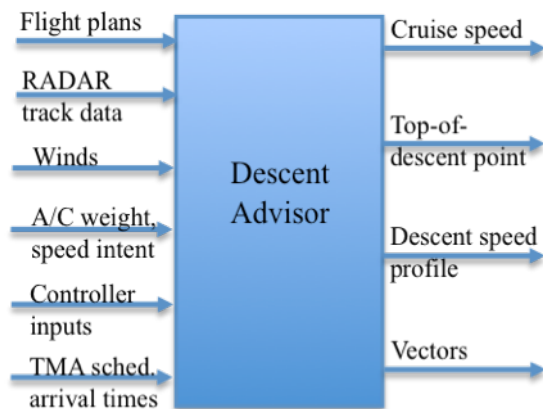 Flight plans
RADAR
track data
Winds
A/C weight,
speed intent
Controller
inputs
TMA sched.
arrival times
Descent
Advisor
Cruise speed
Top-of-
descent point
Descent speed
profile
Vectors